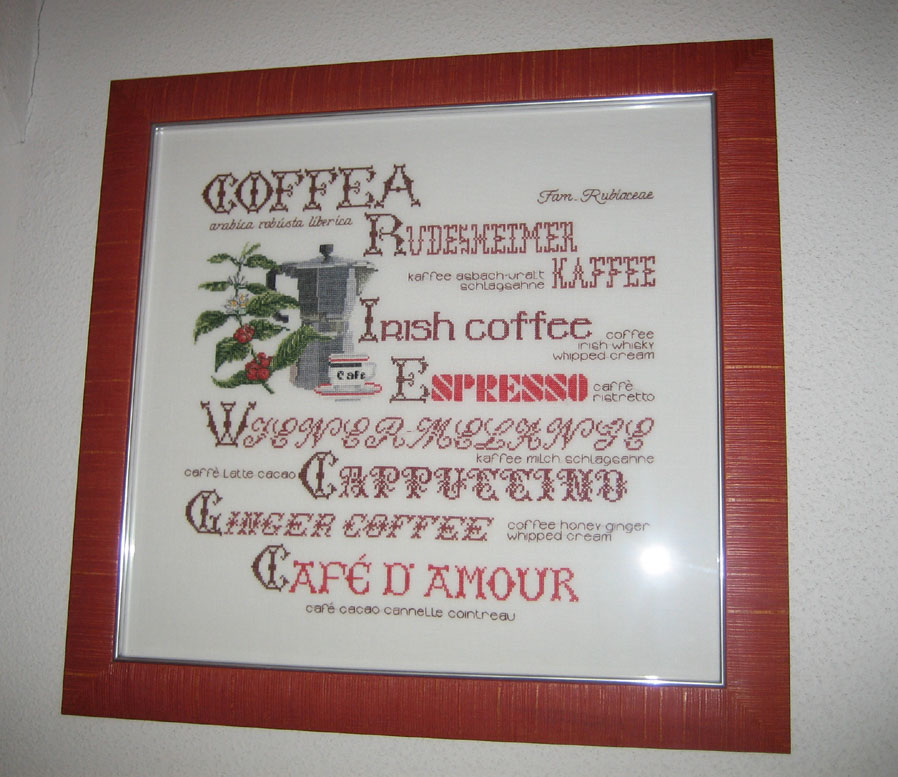 COFFEA
Fam. Rubiaceae
arabica robusta liberica
RUDESHEIMER
KAFFEE
kaffee asbach-uralt
schlagsahne
IRISH COFFEE
coffee
irish whisky
whipped cream
Café
ESPRESSO
caffè
ristretto
WIENER-MELANGE
kaffee milch schlagsahne
caffè latte cacao
CAPPUCCINO
GINGER COFFEE
coffee honey ginger
whipped cream
CAFÉ D'AMOUR
café cacao cannelle cointreau